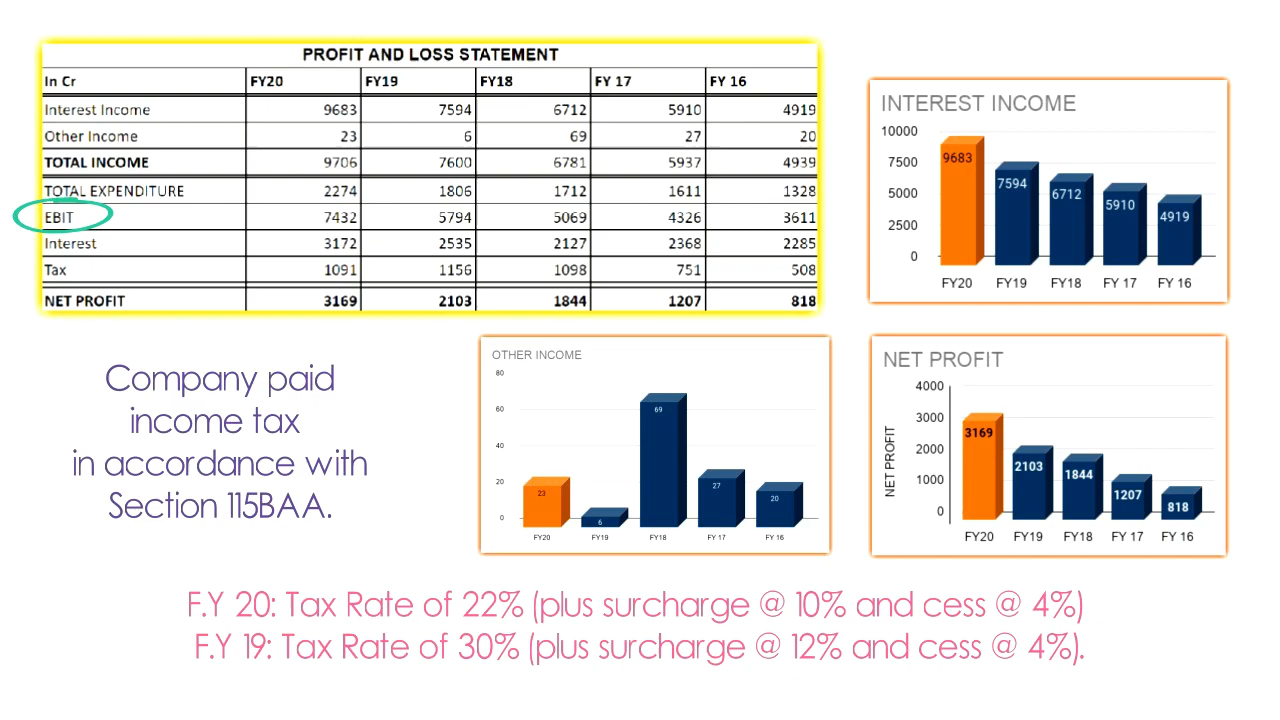 PROFIT AND LOSS STATEMENT
In Cr FY20 FY19 FY18 FY 17 FY 16
Interest Income 9683 7594 6712 5910 4919
Other Income 23 6 69 27 20
TOTAL INCOME 9706 7600 6781 5937 4939
TOTAL EXPENDITURE 2274 1806 1712 1611 1328
EBIT 7432 5794 5069 4326 3611
Interest 3172 2535 2127 2368 2285
Tax 1091 1156 1098 751 508
NET PROFIT 3169 2103 1844 1207 818
INTEREST INCOME
10000
7500
5000
2500
0
9683 7594 6712 5910 4919
FY20 FY19 FY18 FY 17 FY 16
Company paid
income tax
in accordance with
Section 115BAA.
OTHER INCOME
80
60
40
20
0
23 6 69 27 20
FY20 FY19 FY18 FY 17 FY 16
NET PROFIT
NET PROFIT
4000
3000
2000
1000
0
3169 2103 1844 1207 818
FY20 FY19 FY18 FY 17 FY 16
F.Y 20: Tax Rate of 22% (plus surcharge @ 10% and cess @ 4%)
F.Y 19: Tax Rate of 30% (plus surcharge @ 12% and cess @ 4%).